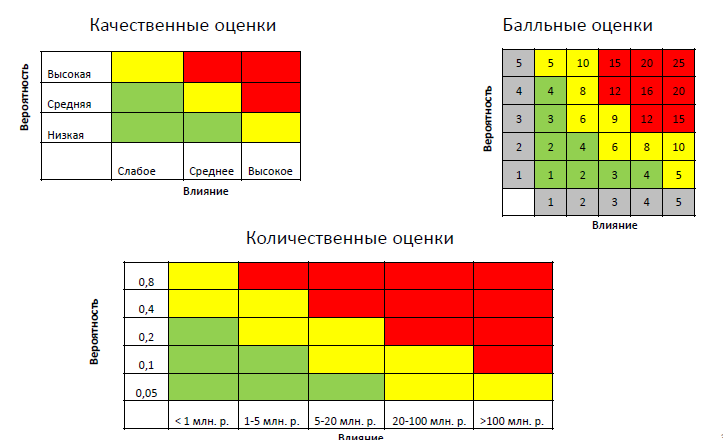 Качественные оценки
Вероятность
Высокая
Средняя
Низкая
Слабое Среднее Высокое
Влияние
Балльные оценки
Вероятность
5 5 10 15 20 25
4 4 8 12 16 20
3 3 6 9 12 15
2 2 4 6 8 10
1 1 2 3 4 5
1 2 3 4 5
Влияние
Количественные оценки
Вероятность
0,8
0,4
0,2
0,1
0,05
< 1 млн. р. 1-5 млн. р. 5-20 млн. р. 20-100 млн. р. >100 млн. р.
Влияние